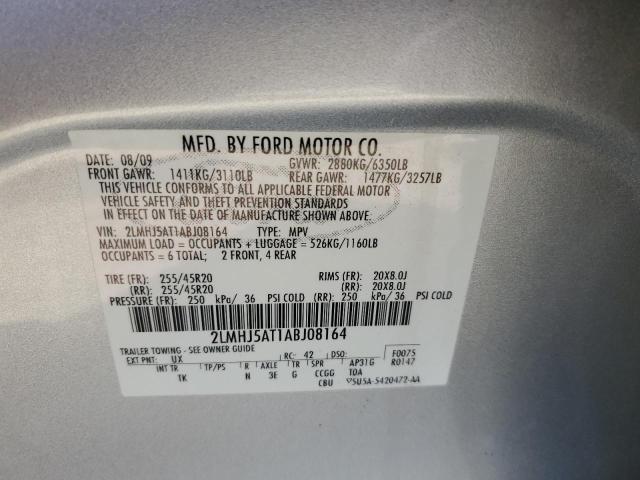 MFD. BY FORD MOTOR CO.
DATE: 08/09 GVWR: 2880KG/6350LB
FRONT GAWR: 1411KG/3110LB REAR GAWR: 1477KG/3257LB
THIS VEHICLE CONFORMS TO ALL APPLICABLE FEDERAL MOTOR
VEHICLE SAFETY AND THEFT PREVENTION STANDARDS
IN EFFECT ON THE DATE OF MANUFACTURE SHOWN ABOVE.
VIN: 2LMHJ5AT1ABJ08164 TYPE: MPV
MAXIMUM LOAD = OCCUPANTS + LUGGAGE = 526KG/1160LB
OCCUPANTS = 6 TOTAL; 2 FRONT, 4 REAR
TIRE (FR): 255/45R20 RIMS (FR): 20X8.0J
(RR): 255/45R20 (RR): 20X8.0J
PRESSURE (FR): 250 kPa/ 36 PSI COLD (RR): 250 kPa/ 36 PSI COLD
2LMHJ5AT1ABJ08164
TRAILER TOWING - SEE OWNER GUIDE RC: 42 DSO: F0075
EXT PNT: UX AP31G R0147
INT TR TP/PS R AXLE TR SPR TOA
TK N 3E G CCGG
CBU 5U5A-5420472-AA